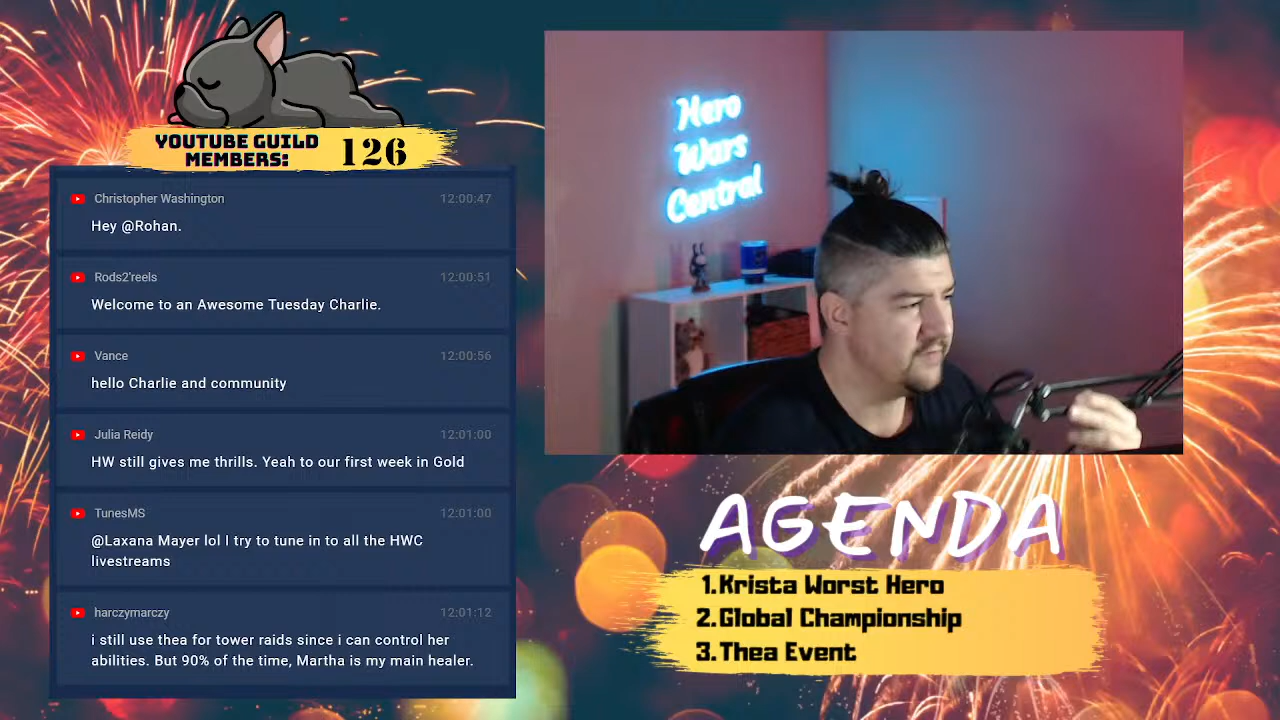 YOUTUBE GUILD
MEMBERS:
126
Christopher Washington
12:00:47
Hey @Rohan.
Rods2'reels
12:00:51
Welcome to an Awesome Tuesday Charlie.
Vance
12:00:56
hello Charlie and community
Julia Reidy
12:01:00
HW still gives me thrills. Yeah to our first week in Gold
TunesMS
12:01:00
@Laxana Mayer lol I try to tune in to all the HWC
livestreams
harczymarczy
12:01:12
i still use thea for tower raids since i can control her
abilities. But 90% of the time, Martha is my main healer.
Hero
Wars
Central
AGENDA
1.Krista Worst Hero
2.Global Championship
3.Thea Event